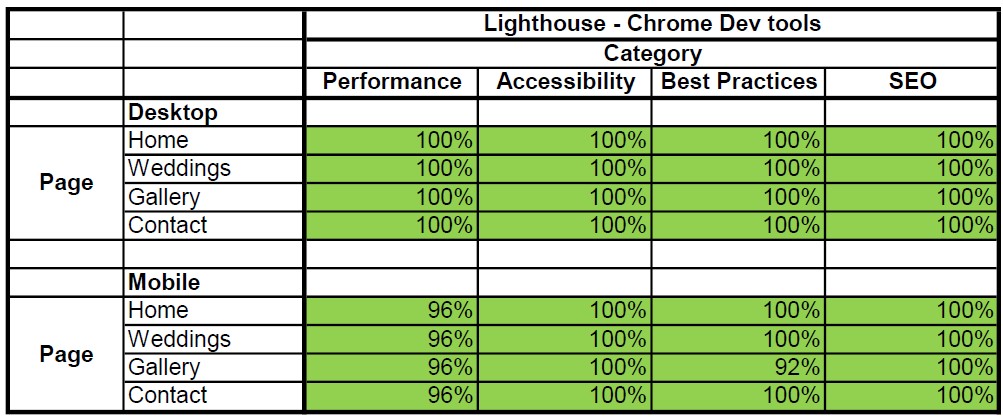 Lighthouse - Chrome Dev tools
Category
Performance Accessibility Best Practices SEO
Desktop
Page
Home 100% 100% 100% 100%
Weddings 100% 100% 100% 100%
Gallery 100% 100% 100% 100%
Contact 100% 100% 100% 100%
Mobile
Page
Home 96% 100% 100% 100%
Weddings 96% 100% 100% 100%
Gallery 96% 100% 92% 100%
Contact 96% 100% 100% 100%